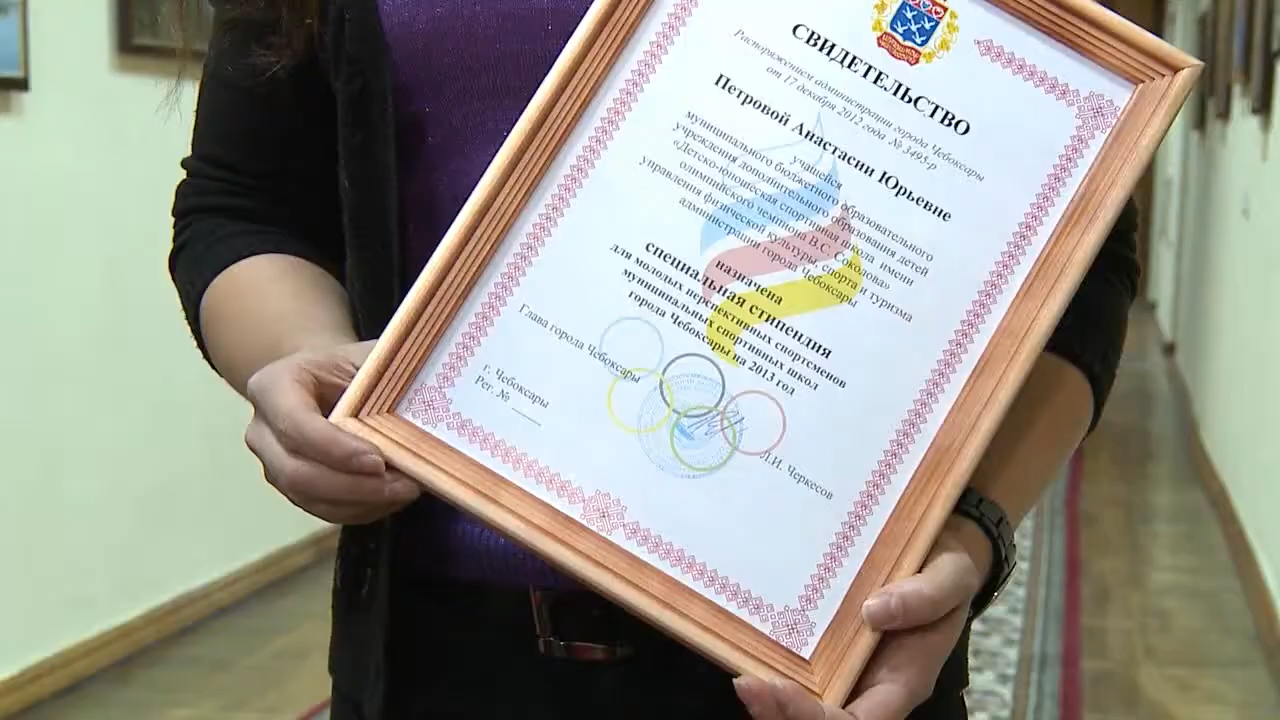 СВИДЕТЕЛЬСТВО
Распоряжением администрации города Чебоксары
от 17 декабря 2012 года № 3495-р
Петровой Анастасии Юрьевне
учащейся
муниципального бюджетного образовательного
учреждения дополнительного образования детей
«Детско-юношеская спортивная школа имени
олимпийского чемпиона В.С. Соколова»
управления физической культуры, спорта и туризма
администрации города Чебоксары
назначена
специальная стипендия
для молодых перспективных спортсменов
муниципальных спортивных школ
города Чебоксары на 2013 год
Глава города Чебоксары
Л.И. Черкесов
г. Чебоксары
Рег. №